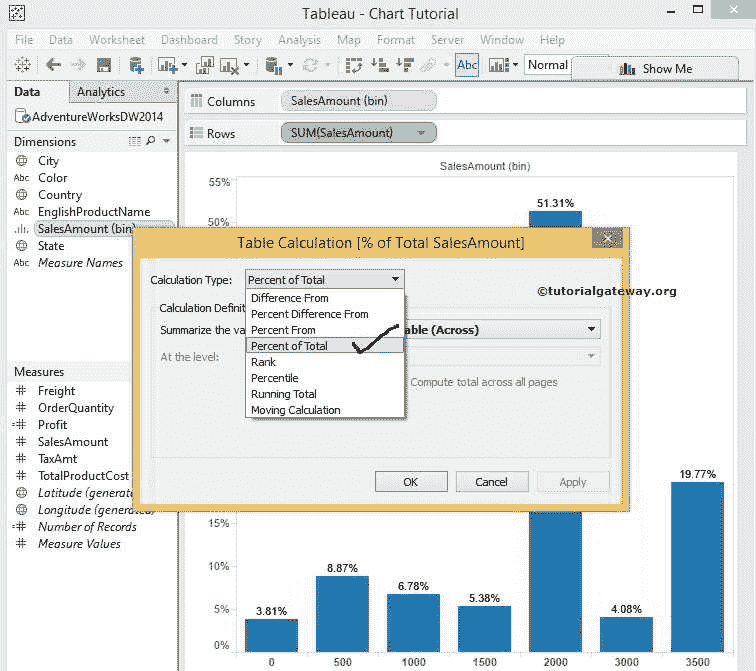 Tableau - Chart Tutorial
File Data Worksheet Dashboard Story Analysis Map Format Server Window Help
Abc Normal Show Me
Data Analytics
AdventureWorksDW2014
Dimensions
City
Abc Color
Country
Abc EnglishProductName
SalesAmount (bin)
State
Abc Measure Names
Measures
Freight
OrderQuantity
Profit
SalesAmount
TaxAmt
TotalProductCost
Latitude (generate
Longitude (generated)
Number of Records
Measure Values
Columns SalesAmount (bin)
Rows SUM(SalesAmount)
SalesAmount (bin)
55%
51.31%
50%
Table Calculation [% of Total SalesAmount]
Calculation Type: Percent of Total
©tutorialgateway.org
Difference From
Calculation Definit
Percent Difference From
Summarize the va
Percent From
able (Across)
Percent of Total
At the level:
Rank
Percentile
Compute total across all pages
Running Total
Moving Calculation
OK Cancel Apply
19.77%
15%
10%
8.87%
6.78%
5.38%
5%
3.81%
4.08%
0%
0 500 1000 1500 2000 3000 3500